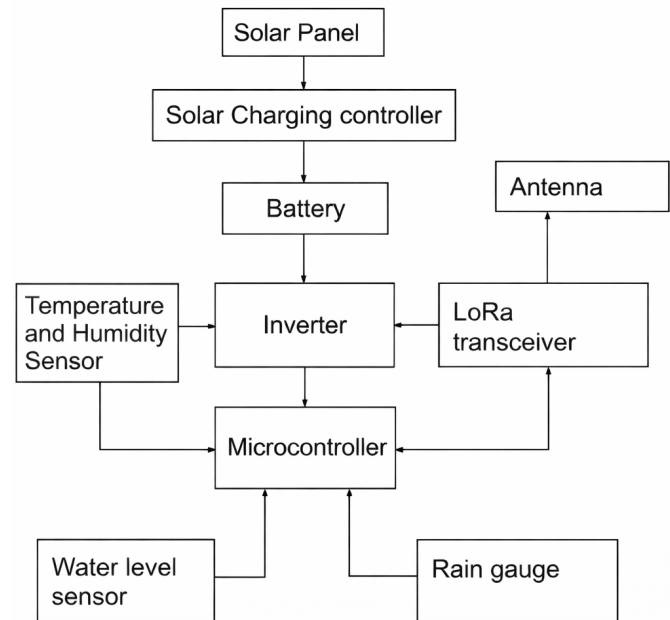 Solar Panel
Solar Charging controller
Antenna
Battery
Temperature
and Humidity
Sensor
Inverter
LoRa
transceiver
Microcontroller
Water level
sensor
Rain gauge